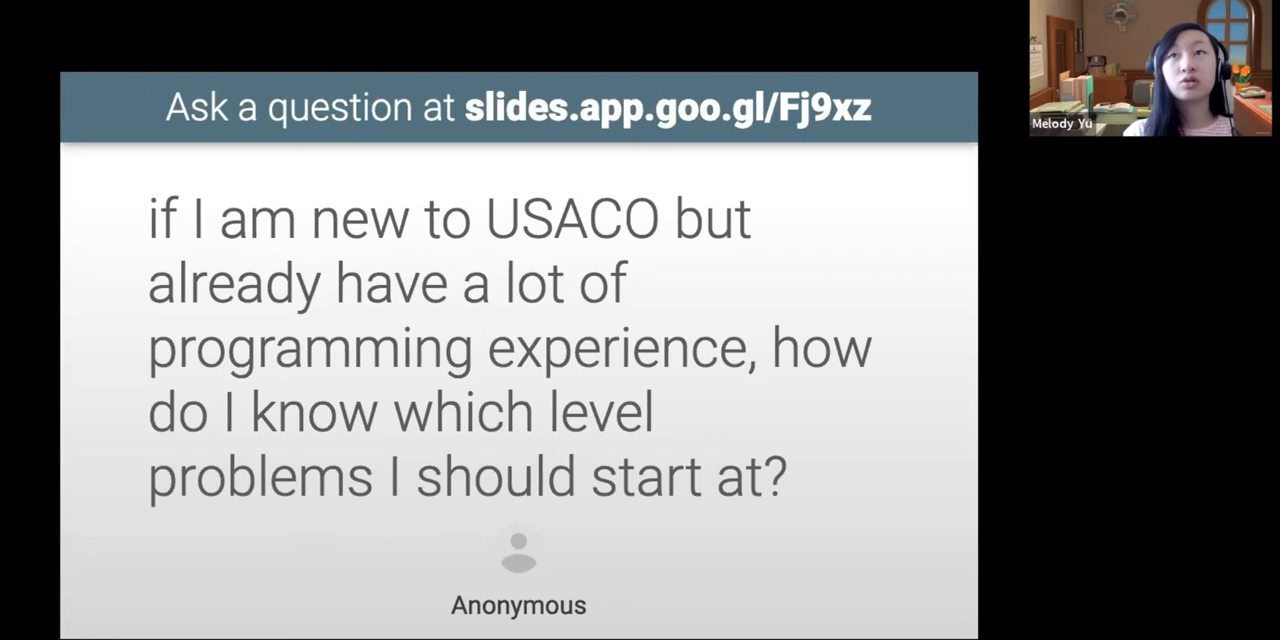 Ask a question at slides.app.goo.gl/Fj9xz
if I am new to USACO but
already have a lot of
programming experience, how
do I know which level
problems I should start at?
Anonymous
Melody Yu